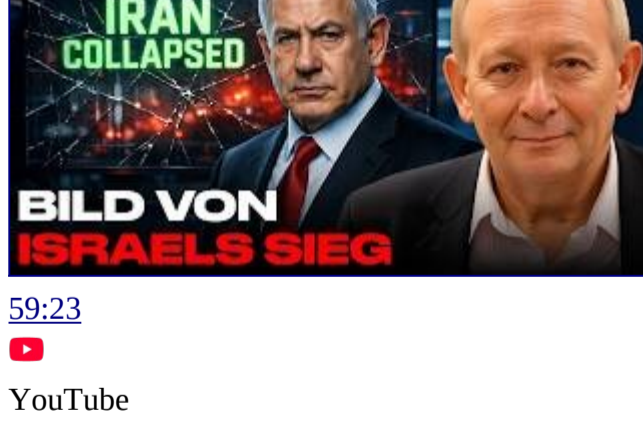 IRAN
COLLAPSED
BILD VON
ISRAELS SIEG
59:23
YouTube